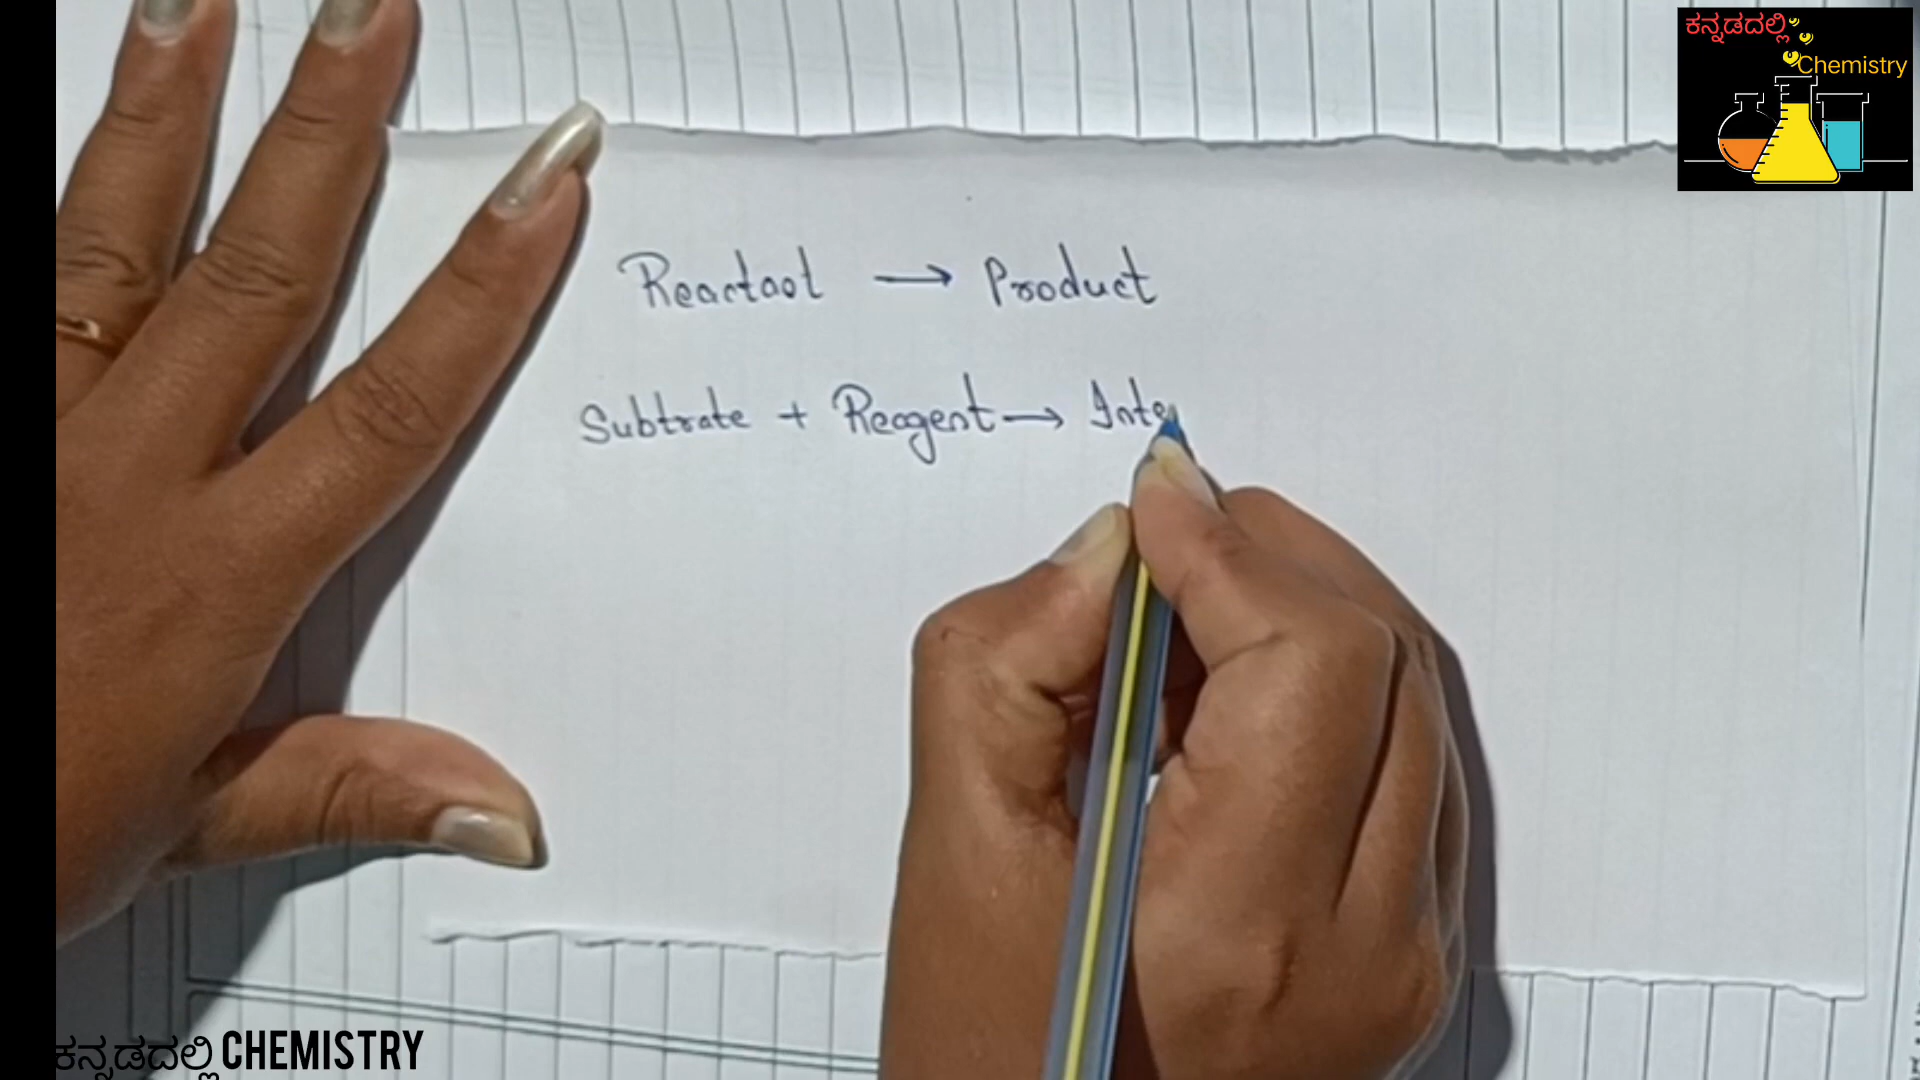 ಕನ್ನಡದಲ್ಲಿ
Chemistry
Reactant → Product
Subtrate + Reagent → Inte
ಕನ್ನಡದಲ್ಲಿ CHEMISTRY